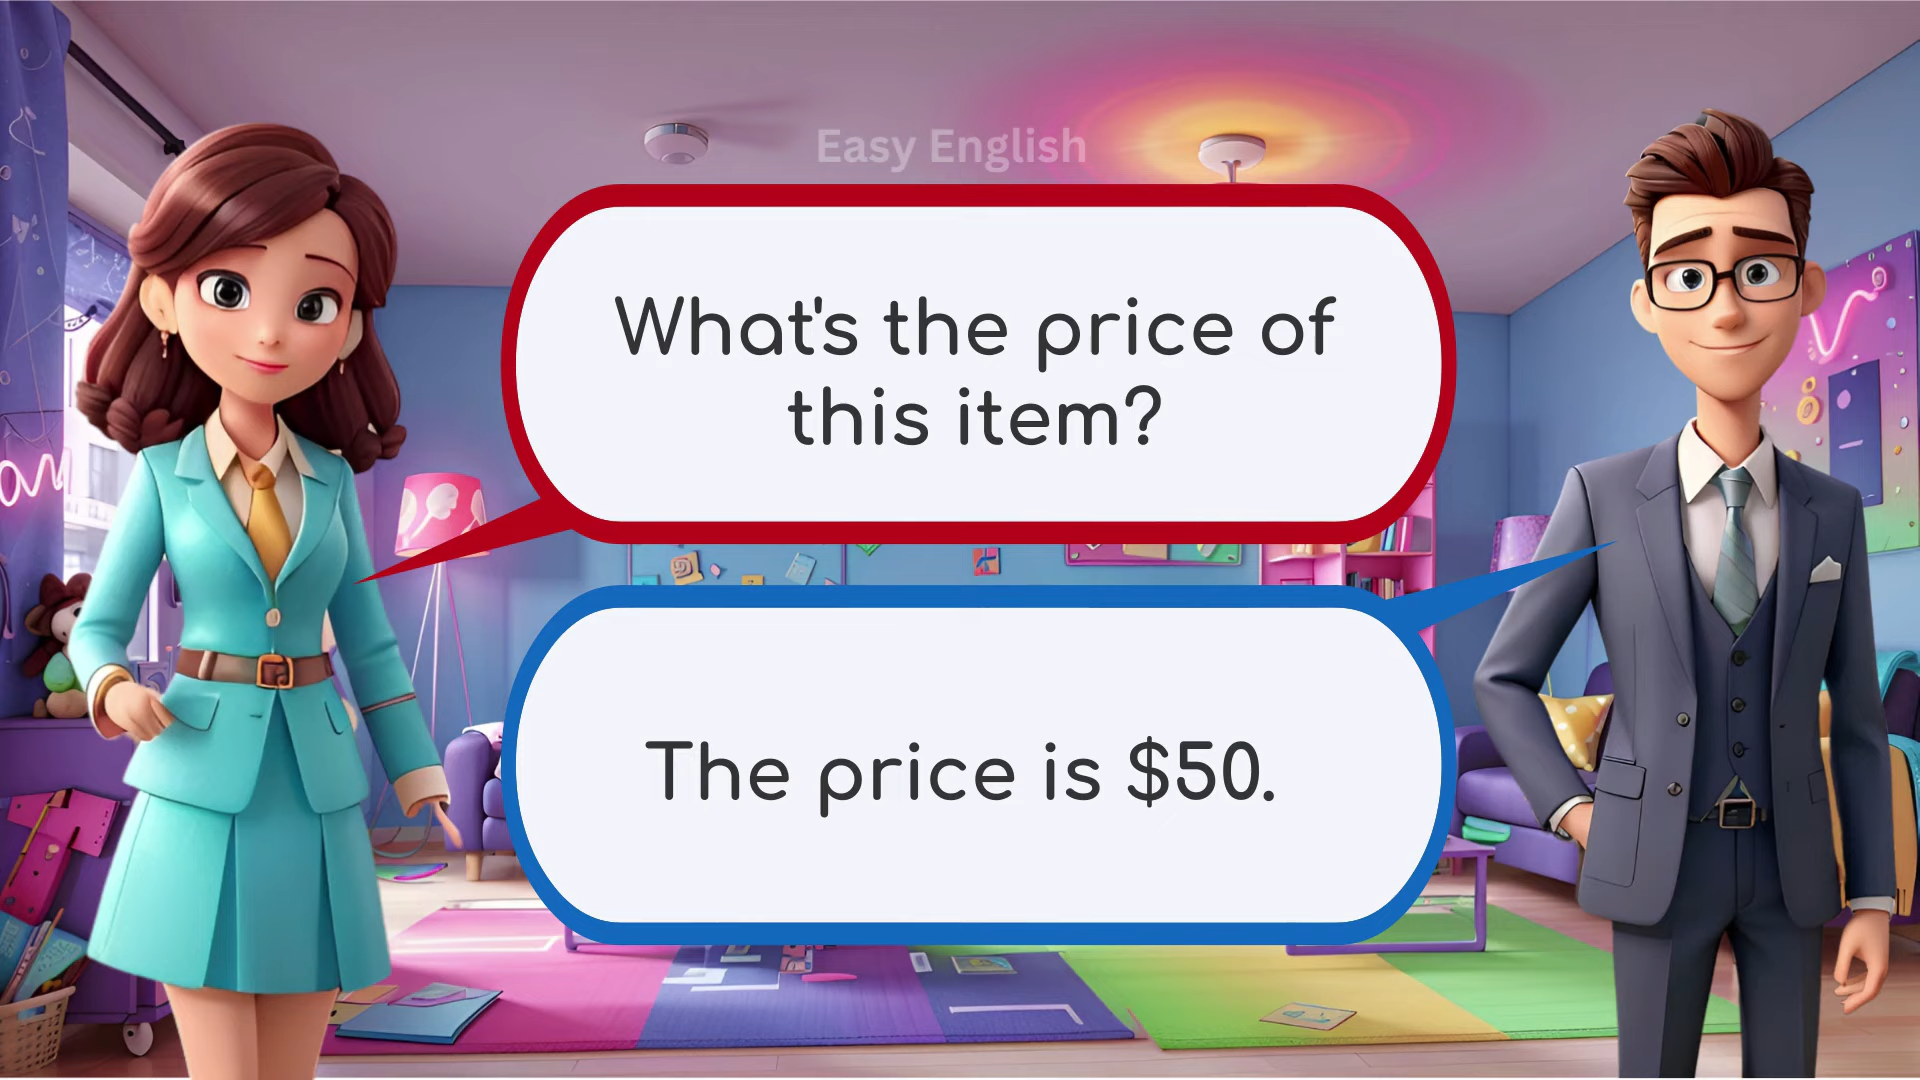 Easy English
What's the price of
this item?
The price is $50.